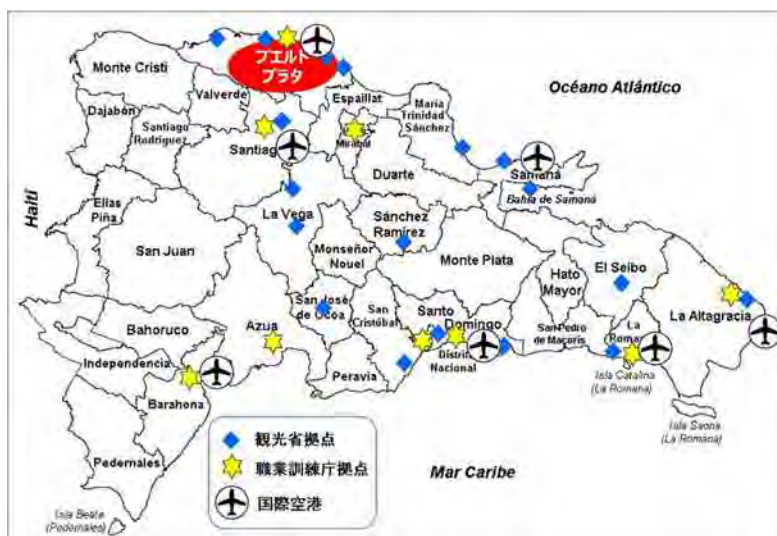 プエルト
プラタ
Monte Cristi
Valverde
Espaillat
María
Trinidad
Sánchez
Océano Atlántico
Dajabón
Santiago
Rodríguez
Santiago
Mirabal
Duarte
Samaná
Bahía de Samaná
Haití
Elías
Piña
La Vega
Sánchez
Ramírez
San Juan
Monseñor
Nouel
Monte Plata
Hato
Mayor
El Seibo
La Altagracia
Bahoruco
Azua
San José
de Ocoa
San
Cristóbal
Santo
Domingo
San Pedro
de Macorís
La
Romana
Independencia
Peravia
Distrito
Nacional
Isla Catalina
(La Romana)
Barahona
Isla Saona
(La Romana)
Pedernales
観光省拠点
職業訓練庁拠点
国際空港
Mar Caribe
Isla Beata
(Pedernales)